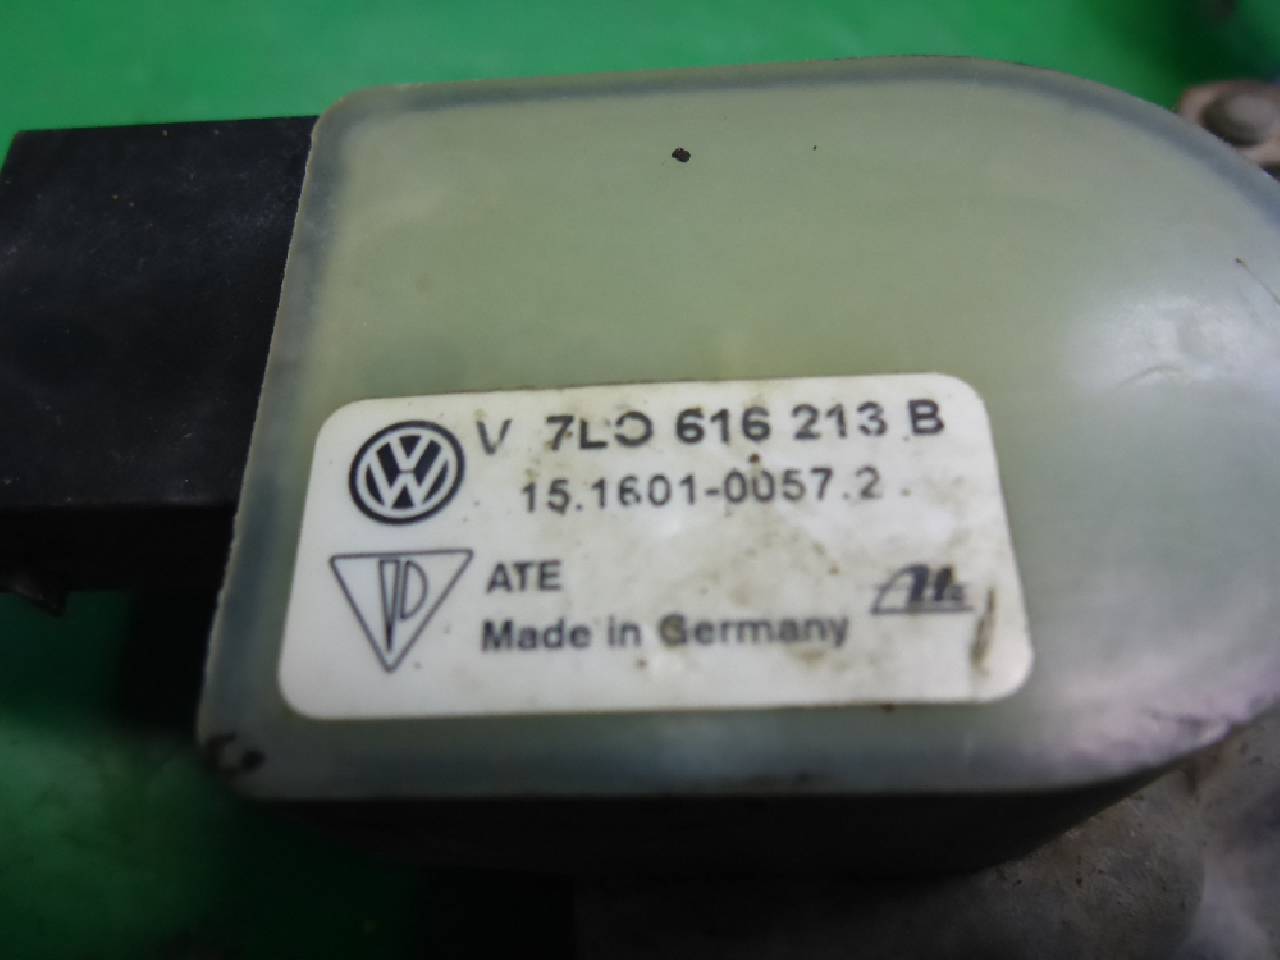 V 7L0 616 213 B
15.1601-0057.2
ATE
Made in Germany